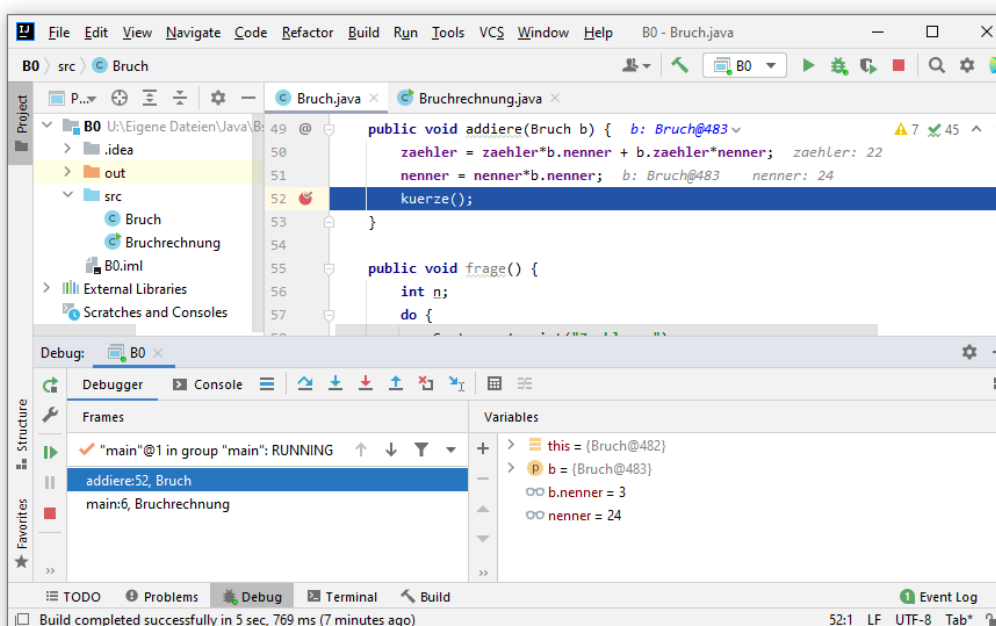 File Edit View Navigate Code Refactor Build Run Tools VCS Window Help B0 - Bruch.java
B0 src Bruch B0
Project
P... Bruch.java Bruchrechnung.java
B0 U:\Eigene Dateien\Java\B
.idea
out
src
Bruch
Bruchrechnung
B0.iml
External Libraries
Scratches and Consoles
49 @ public void addiere(Bruch b) { b: Bruch@483 7 45
50 zaehler = zaehler*b.nenner + b.zaehler*nenner; zaehler: 22
51 nenner = nenner*b.nenner; b: Bruch@483 nenner: 24
52 kuerze();
53 }
54
55 public void frage() {
56 int n;
57 do {
Debug: B0
Debugger Console
Structure
Favorites
Frames
"main"@1 in group "main": RUNNING
addiere:52, Bruch
main:6, Bruchrechnung
Variables
this = {Bruch@482}
b = {Bruch@483}
b.nenner = 3
nenner = 24
TODO Problems Debug Terminal Build 1 Event Log
Build completed successfully in 5 sec, 769 ms (7 minutes ago) 52:1 LF UTF-8 Tab*